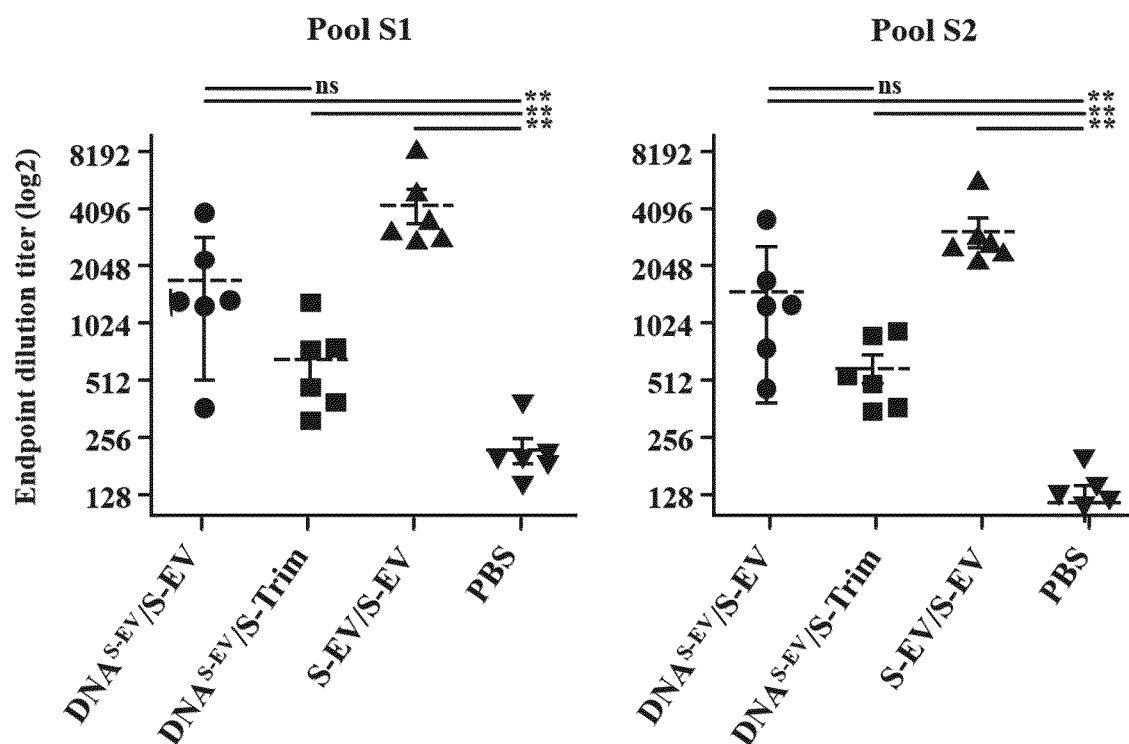 Pool S1
ns
**
**
**
Endpoint dilution titer (log2)
8192
4096
2048
1024
512
256
128
DNAS-EV/S-EV
DNAS-EV/S-Trim
S-EV/S-EV
PBS
Pool S2
ns
**
**
**
8192
4096
2048
1024
512
256
128
DNAS-EV/S-EV
DNAS-EV/S-Trim
S-EV/S-EV
PBS